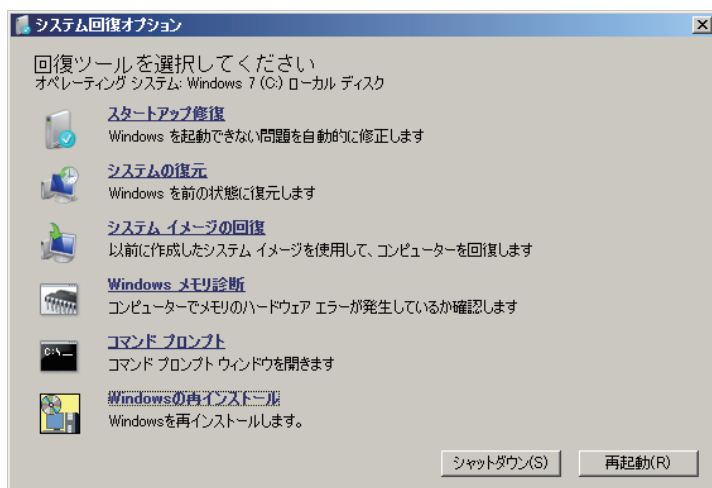 システム回復オプション
回復ツールを選択してください
オペレーティング システム: Windows 7 (C:) ローカル ディスク
スタートアップ修復
Windows を起動できない問題を自動的に修正します
システムの復元
Windows を前の状態に復元します
システム イメージの回復
以前に作成したシステム イメージを使用して、コンピューターを回復します
Windows メモリ診断
コンピューターでメモリのハードウェア エラーが発生しているか確認します
C:\_
コマンド プロンプト
コマンド プロンプト ウィンドウを開きます
Windowsの再インストール
Windowsを再インストールします。
シャットダウン(S)
再起動(R)